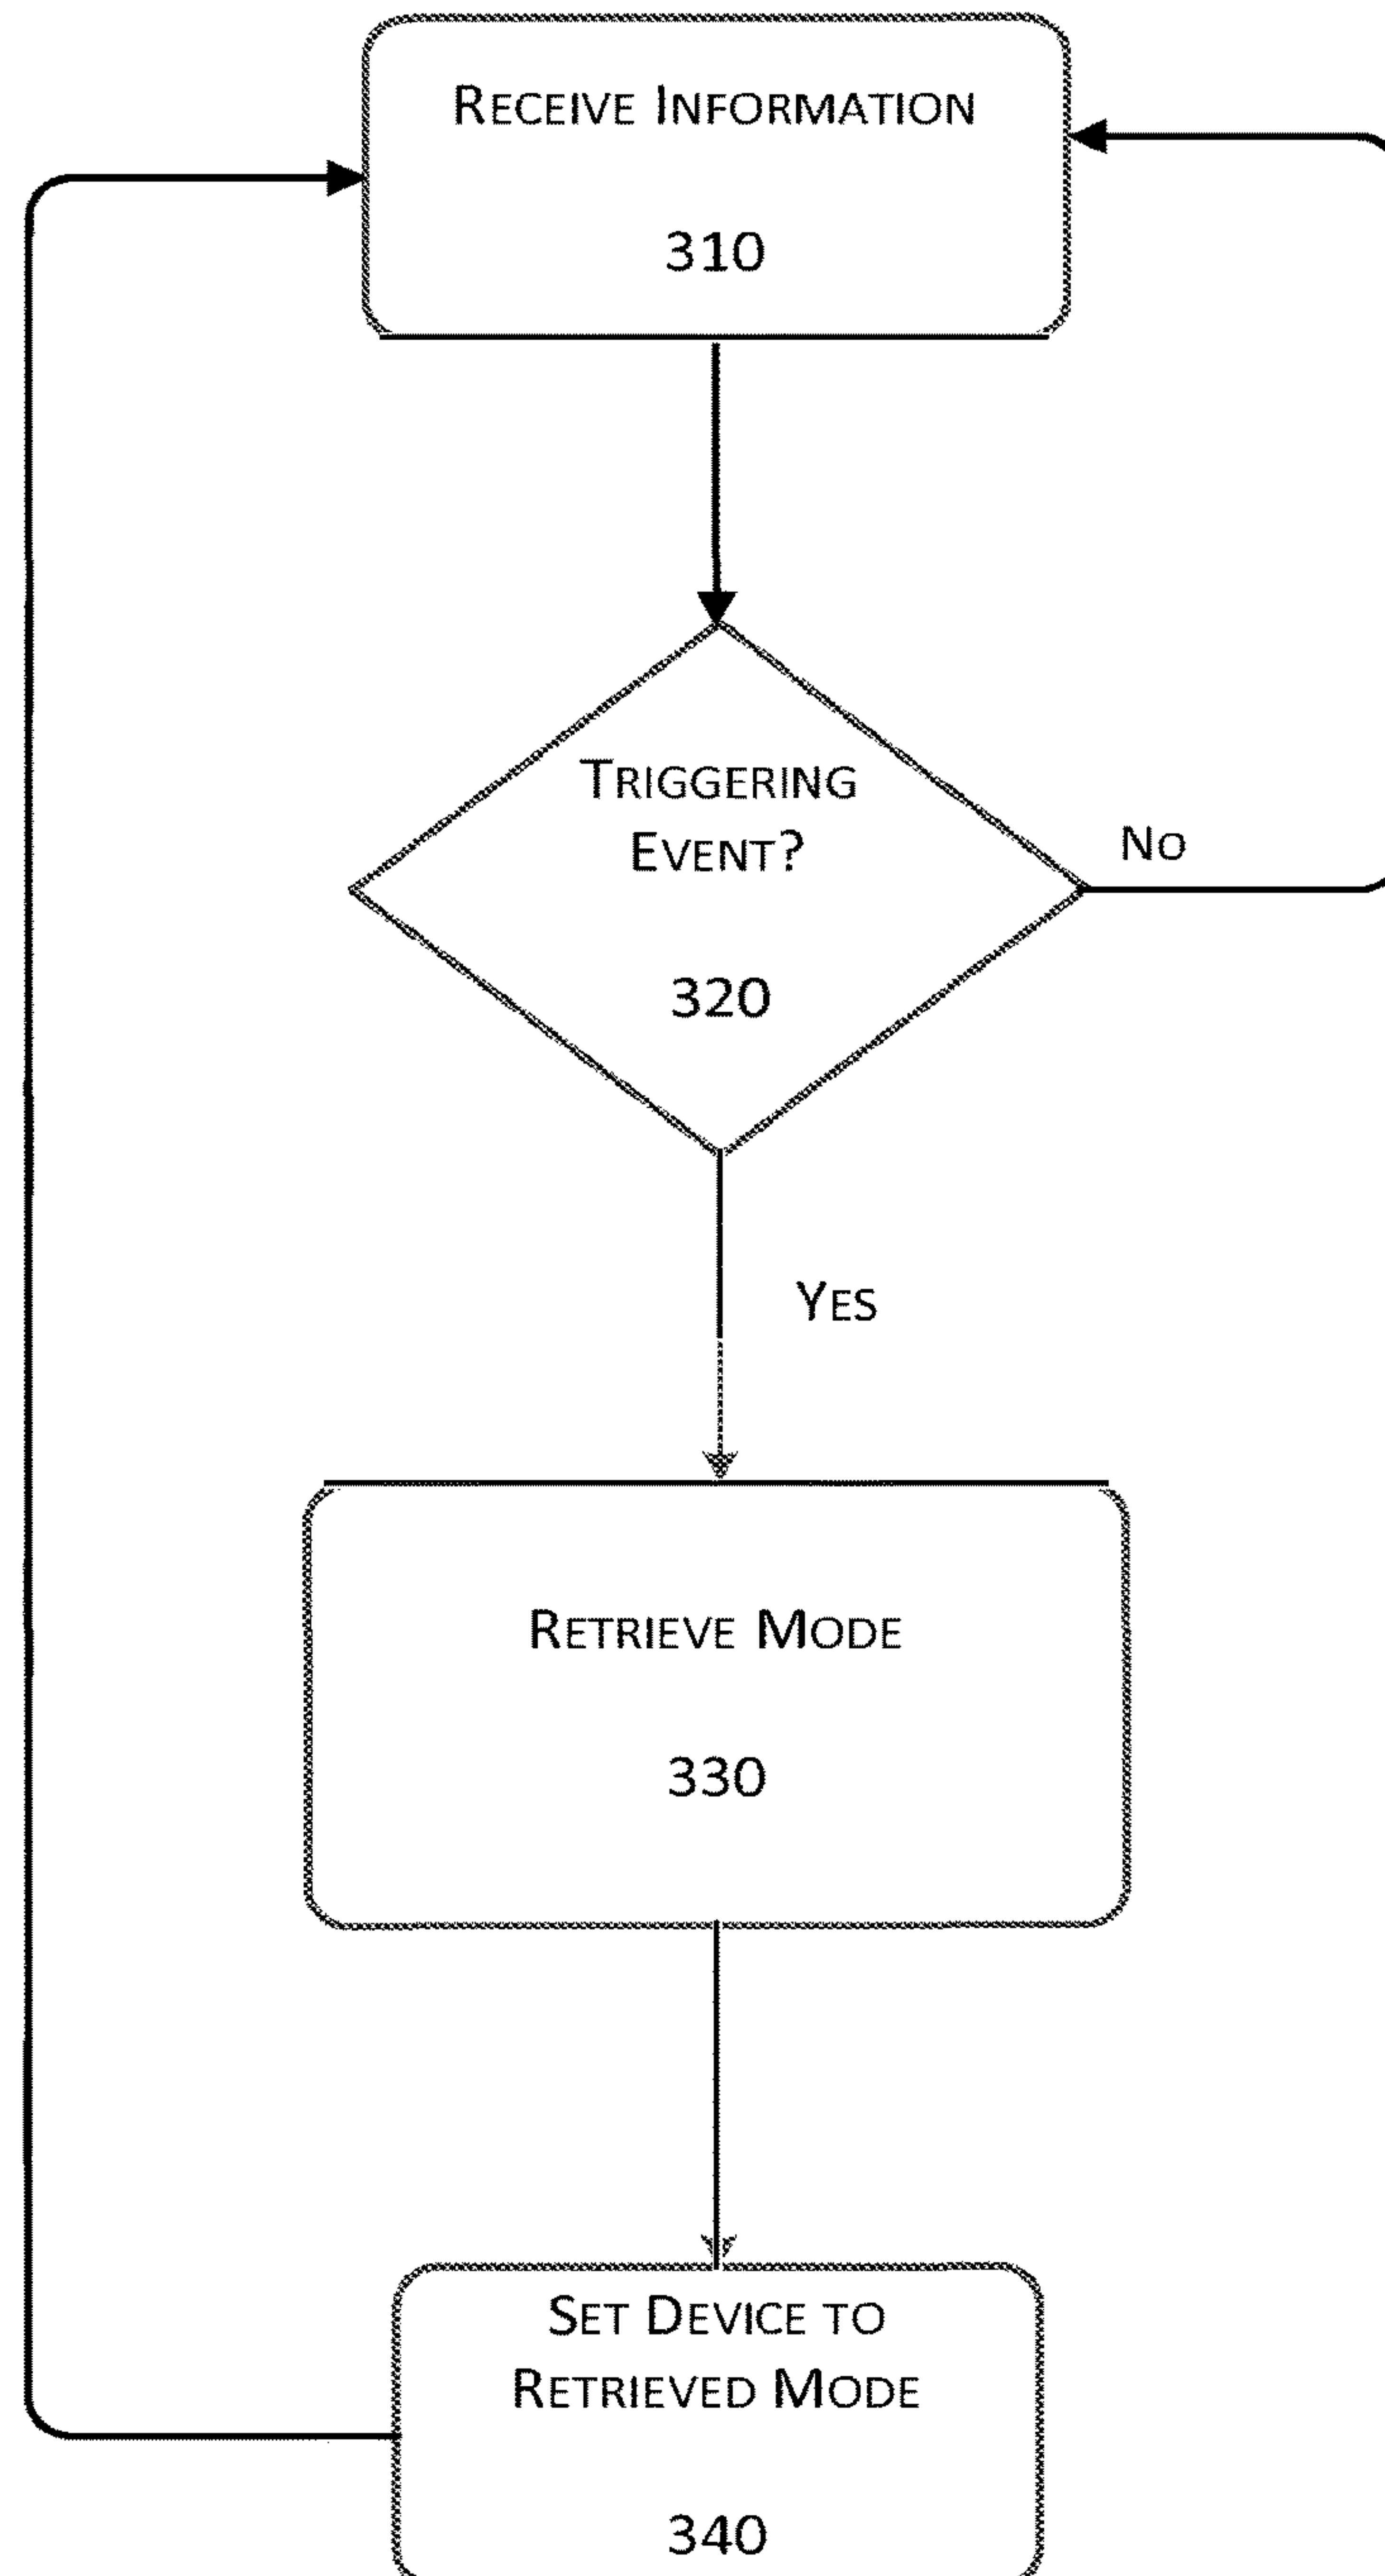 RECEIVE INFORMATION
310
TRIGGERING
EVENT?
320
NO
YES
RETRIEVE MODE
330
SET DEVICE TO
RETRIEVED MODE
340